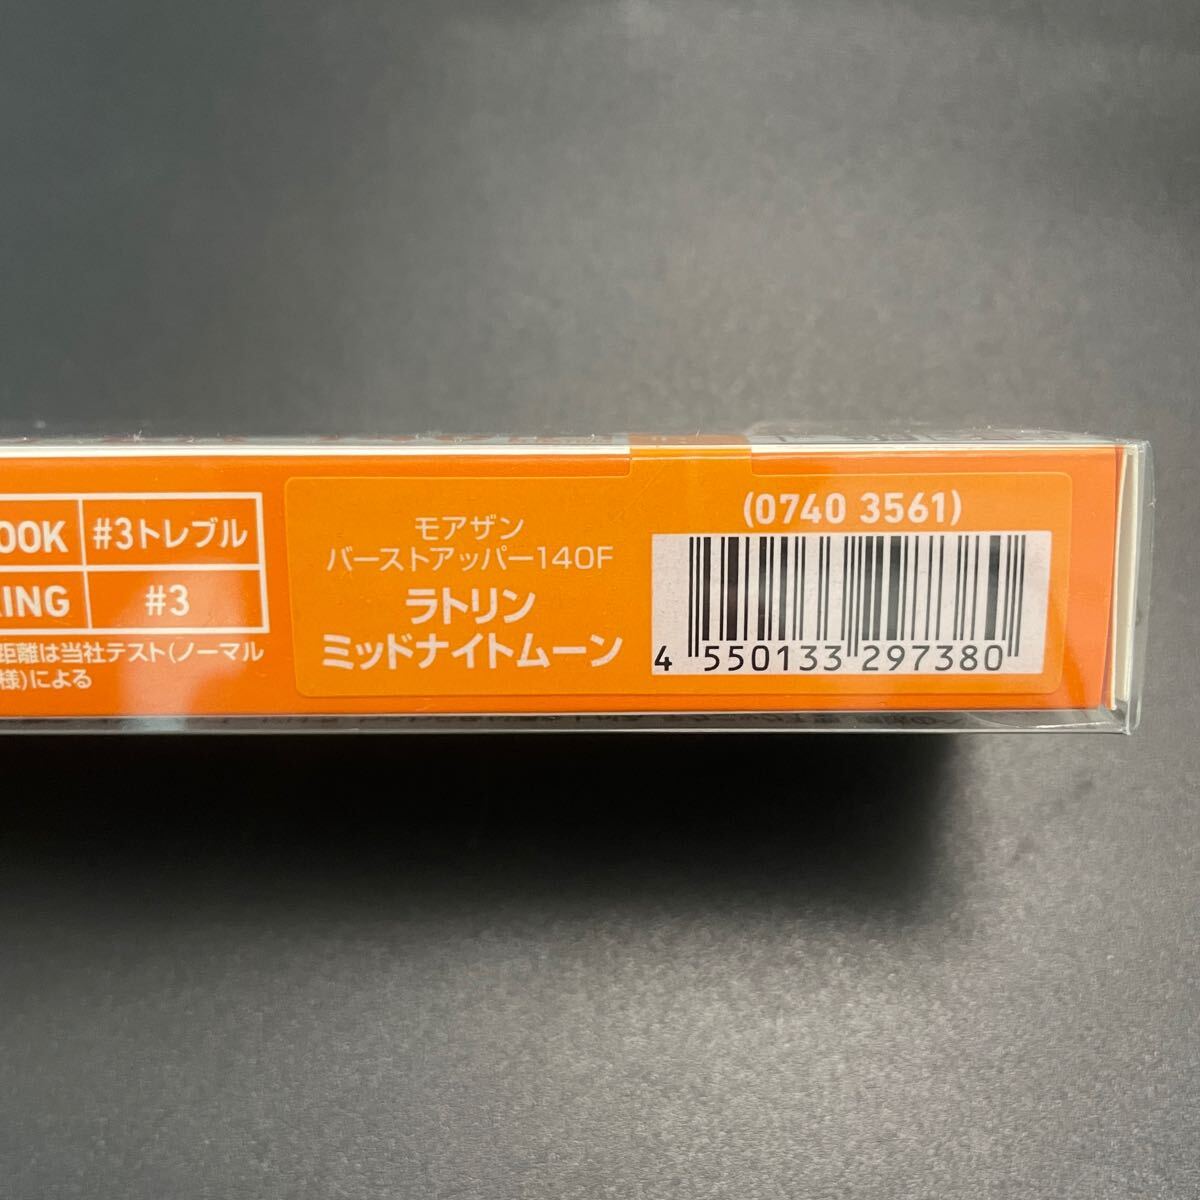 OOK #3トレブル
RING #3
距離は当社テスト(ノーマル
様)による
モアザン
バーストアッパー140F
ラトリン
ミッドナイトムーン
(0740 3561)
4 550133 297380